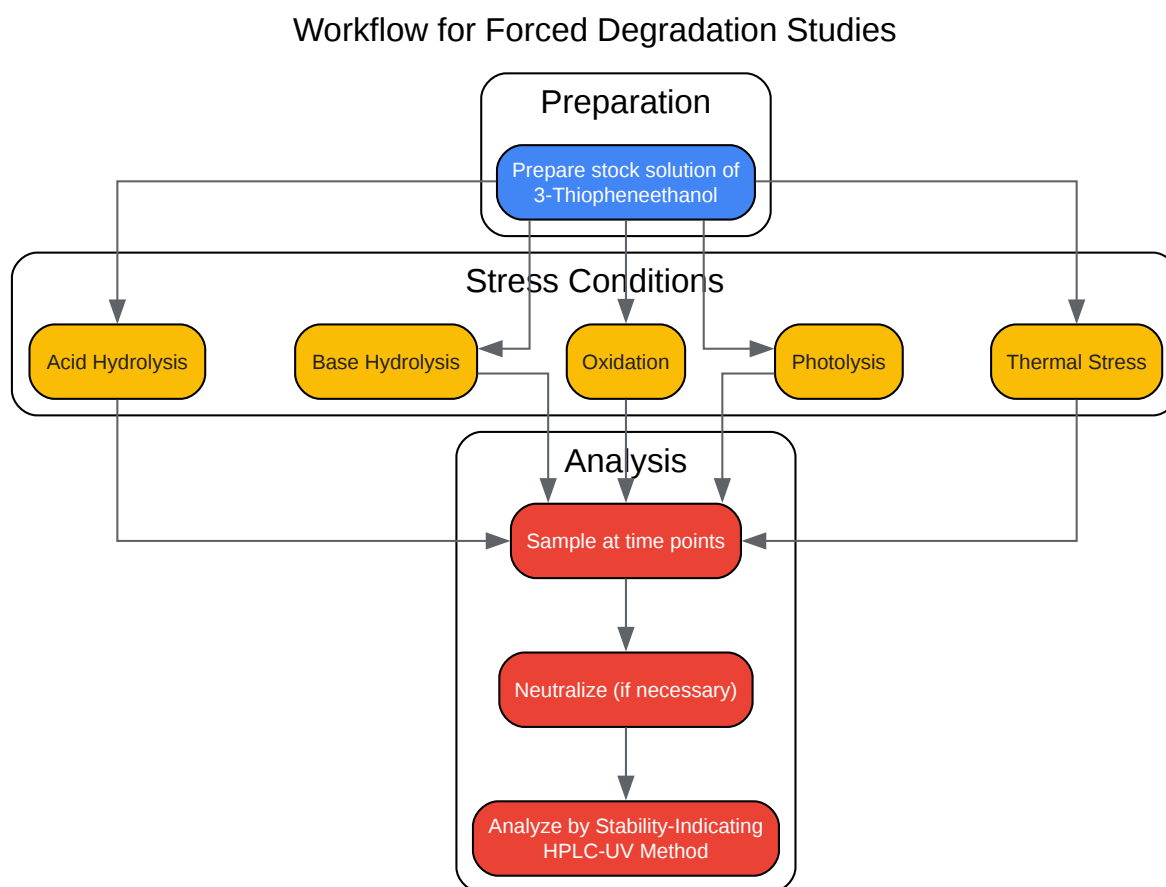 Workflow for Forced Degradation Studies
Preparation
Prepare stock solution of
3-Thiopheneethanol
Stress Conditions
Acid Hydrolysis
Base Hydrolysis
Oxidation
Photolysis
Thermal Stress
Analysis
Sample at time points
Neutralize (if necessary)
Analyze by Stability-Indicating
HPLC-UV Method